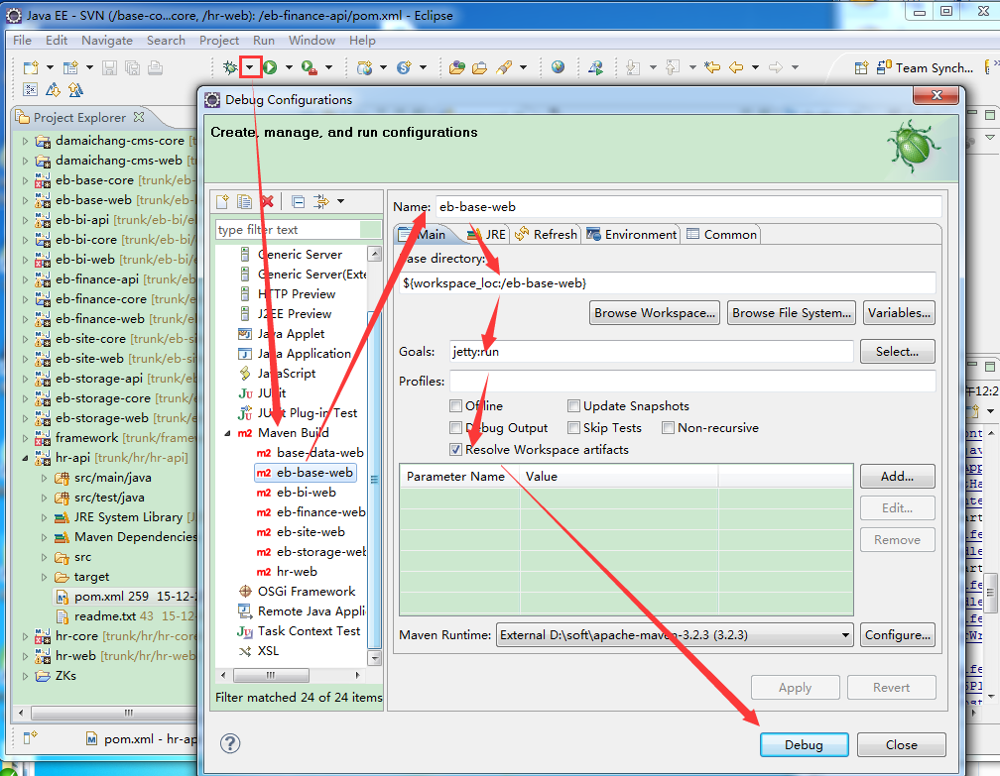 Java EE - SVN (/base-co...core, /hr-web): /eb-finance-api/pom.xml - Eclipse
File Edit Navigate Search Project Run Window Help
Team Synch...
Project Explorer
damaichang-cms-core
damaichang-cms-web
eb-base-core [trunk/eb-
eb-base-web [trunk/eb-
eb-bi-api [trunk/eb-bi/e
eb-bi-core [trunk/eb-bi/
eb-bi-web [trunk/eb-bi/
eb-finance-api [trunk/
eb-finance-core [trunk/
eb-finance-web [trunk/
eb-site-core [trunk/eb-
eb-site-web [trunk/eb-si
eb-storage-api [trunk/
eb-storage-core [trunk/
eb-storage-web [trunk/
framework [trunk/frame
hr-api [trunk/hr/hr-api]
src/main/java
src/test/java
JRE System Library [J
Maven Dependencies
src
target
pom.xml 259 15-12-
readme.txt 43 15-12-
hr-core [trunk/hr/hr-core
hr-web [trunk/hr/hr-web
ZKs
pom.xml - hr-ap
Debug Configurations
Create, manage, and run configurations
type filter text
Generic Server
Generic Server(Exte
HTTP Preview
J2EE Preview
Java Applet
Java Application
JavaScript
JUnit
JUnit Plug-in Test
Maven Build
base-data-web
eb-base-web
eb-bi-web
eb-finance-web
eb-site-web
eb-storage-web
hr-web
OSGi Framework
Remote Java Appli
Task Context Test
XSL
Filter matched 24 of 24 items
Name: eb-base-web
Main JRE Refresh Environment Common
Base directory:
${workspace_loc:/eb-base-web}
Browse Workspace... Browse File System... Variables...
Goals: jetty:run Select...
Profiles:
Offline Update Snapshots
Debug Output Skip Tests Non-recursive
Resolve Workspace artifacts
Parameter Name Value
Add...
Edit...
Remove
Maven Runtime: External D:\soft\apache-maven-3.2.3 (3.2.3) Configure...
Apply Revert
Debug Close